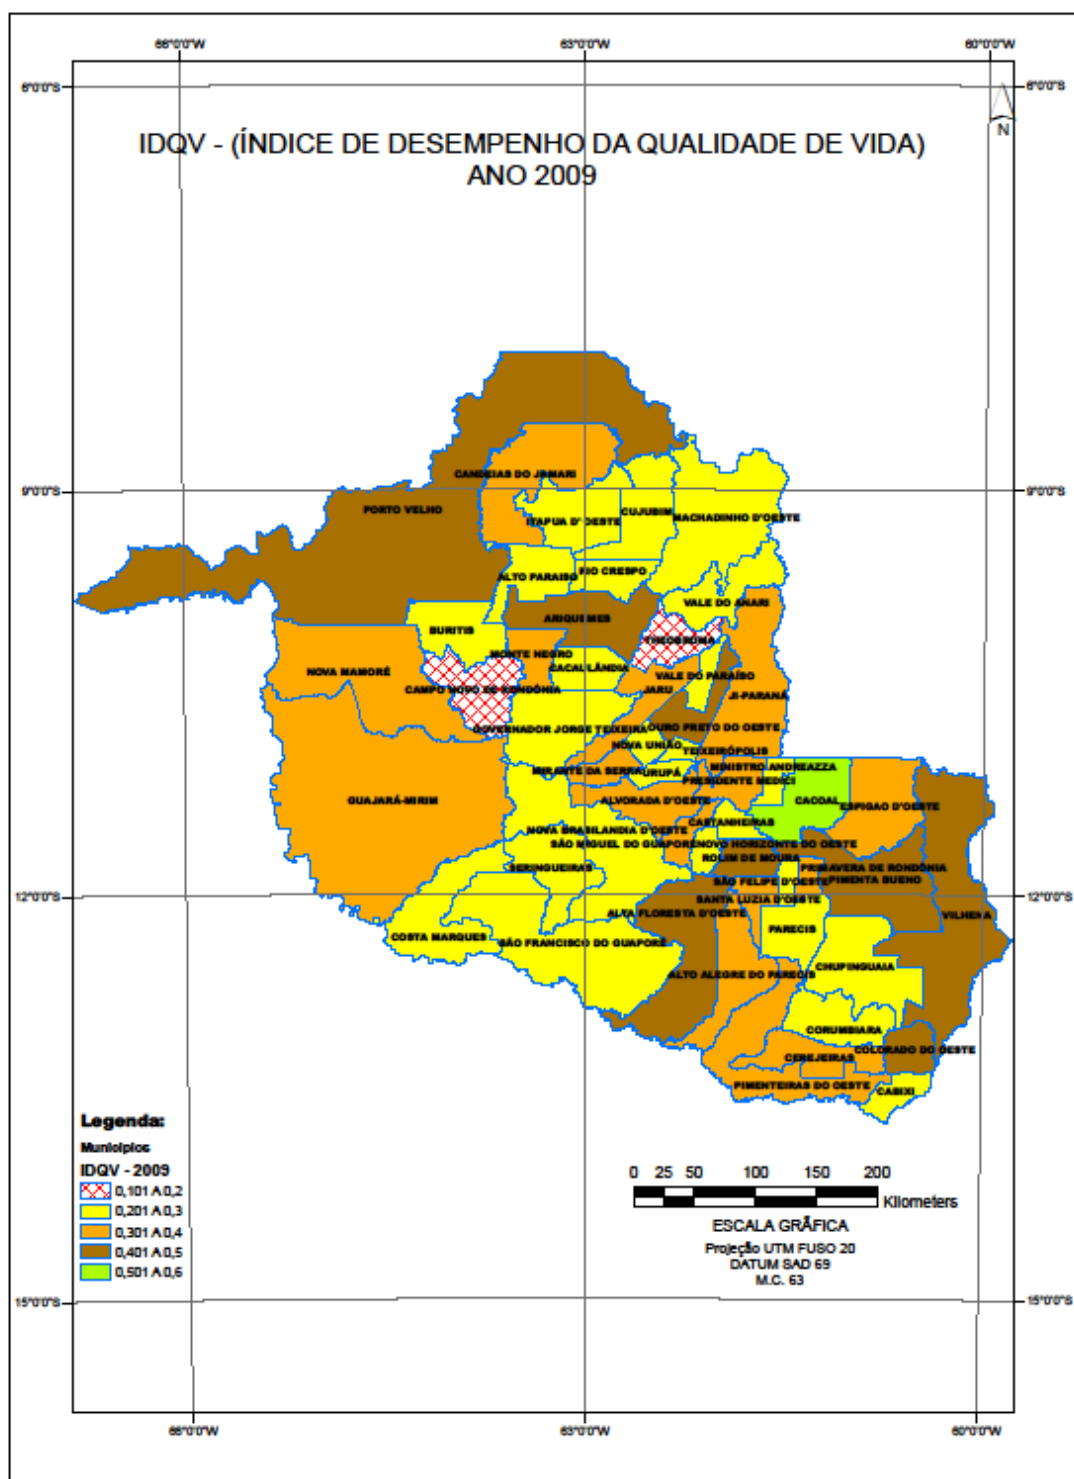 66°0'0"W 63°0'0"W 60°0'0"W
6°0'0"S 6°0'0"S
N
IDQV - (ÍNDICE DE DESEMPENHO DA QUALIDADE DE VIDA)
ANO 2009
CANDEIAS DO JAMARI
9°0'0"S 9°0'0"S
PORTO VELHO
CUJUBIM
ITAPUA D'OESTE
MACHADINHO D'OESTE
ALTO PARAISO
RIO CRESPO
VALE DO ANARI
ARIQUEMES
BURITIS
THEOBROMA
MONTE NEGRO
CACAULÂNDIA
NOVA MAMORÉ
VALE DO PARAÍSO
CAMPO NOVO DE RONDÔNIA
JARU
JI-PARANÁ
GOVERNADOR JORGE TEIXEIRA
OURO PRETO DO OESTE
NOVA UNIÃO
TEIXEIRÓPOLIS
MIRANTE DA SERRA
URUPÁ
MINISTRO ANDREAZZA
PRESIDENTE MEDICI
GUAJARÁ-MIRIM
ALVORADA D'OESTE
CACOAL
ESPIGAO D'OESTE
CASTANHEIRAS
NOVA BRASILANDIA D'OESTE
SÃO MIGUEL DO GUAPORÉ
NOVO HORIZONTE DO OESTE
ROLIM DE MOURA
SERINGUEIRAS
PRIMAVERA DE RONDÔNIA
SÃO FELIPE D'OESTE
PIMENTA BUENO
12°0'0"S 12°0'0"S
SANTA LUZIA D'OESTE
ALTA FLORESTA D'OESTE
VILHENA
PARECIS
COSTA MARQUES
SÃO FRANCISCO DO GUAPORÉ
CHUPINGUAIA
ALTO ALEGRE DO PARECIS
CORUMBIARA
COLORADO DO OESTE
CEREJEIRAS
PIMENTEIRAS DO OESTE
CABIXI
Legenda:
Municípios
IDQV - 2009
0,101 A 0,2
0,201 A 0,3
0,301 A 0,4
0,401 A 0,5
0,501 A 0,6
0 25 50 100 150 200
Kilometers
ESCALA GRÃFICA
Projeção UTM FUSO 20
DATUM SAD 69
M.C. 63
15°0'0"S 15°0'0"S
66°0'0"W 63°0'0"W 60°0'0"W